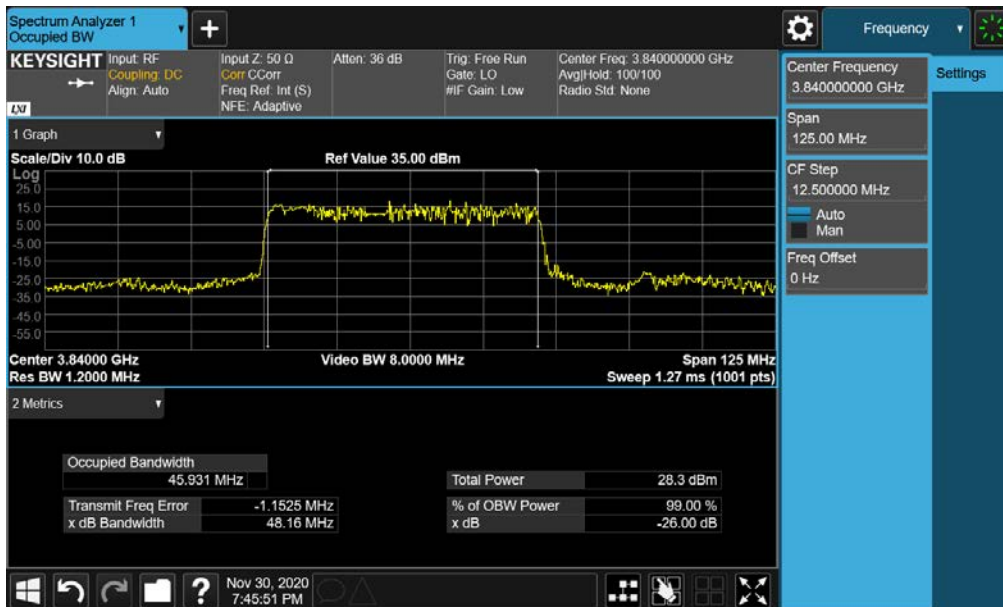 Spectrum Analyzer 1
Occupied BW
Frequency
KEYSIGHT
LXI
Input: RF
Coupling: DC
Align: Auto
Input Z: 50 Ω
Corr CCorr
Freq Ref: Int (S)
NFE: Adaptive
Atten: 36 dB
Trig: Free Run
Gate: LO
#IF Gain: Low
Center Freq: 3.840000000 GHz
Avg|Hold: 100/100
Radio Std: None
Center Frequency
3.840000000 GHz
Settings
Span
125.00 MHz
CF Step
12.500000 MHz
Auto
Man
Freq Offset
0 Hz
1 Graph
Scale/Div 10.0 dB
Ref Value 35.00 dBm
Log
25.0
15.0
5.00
-5.00
-15.0
-25.0
-35.0
-45.0
-55.0
Center 3.84000 GHz
Video BW 8.0000 MHz
Span 125 MHz
Res BW 1.2000 MHz
Sweep 1.27 ms (1001 pts)
2 Metrics
Occupied Bandwidth
45.931 MHz
Total Power 28.3 dBm
Transmit Freq Error -1.1525 MHz
% of OBW Power 99.00 %
x dB Bandwidth 48.16 MHz
x dB -26.00 dB
?
Nov 30, 2020
7:45:51 PM